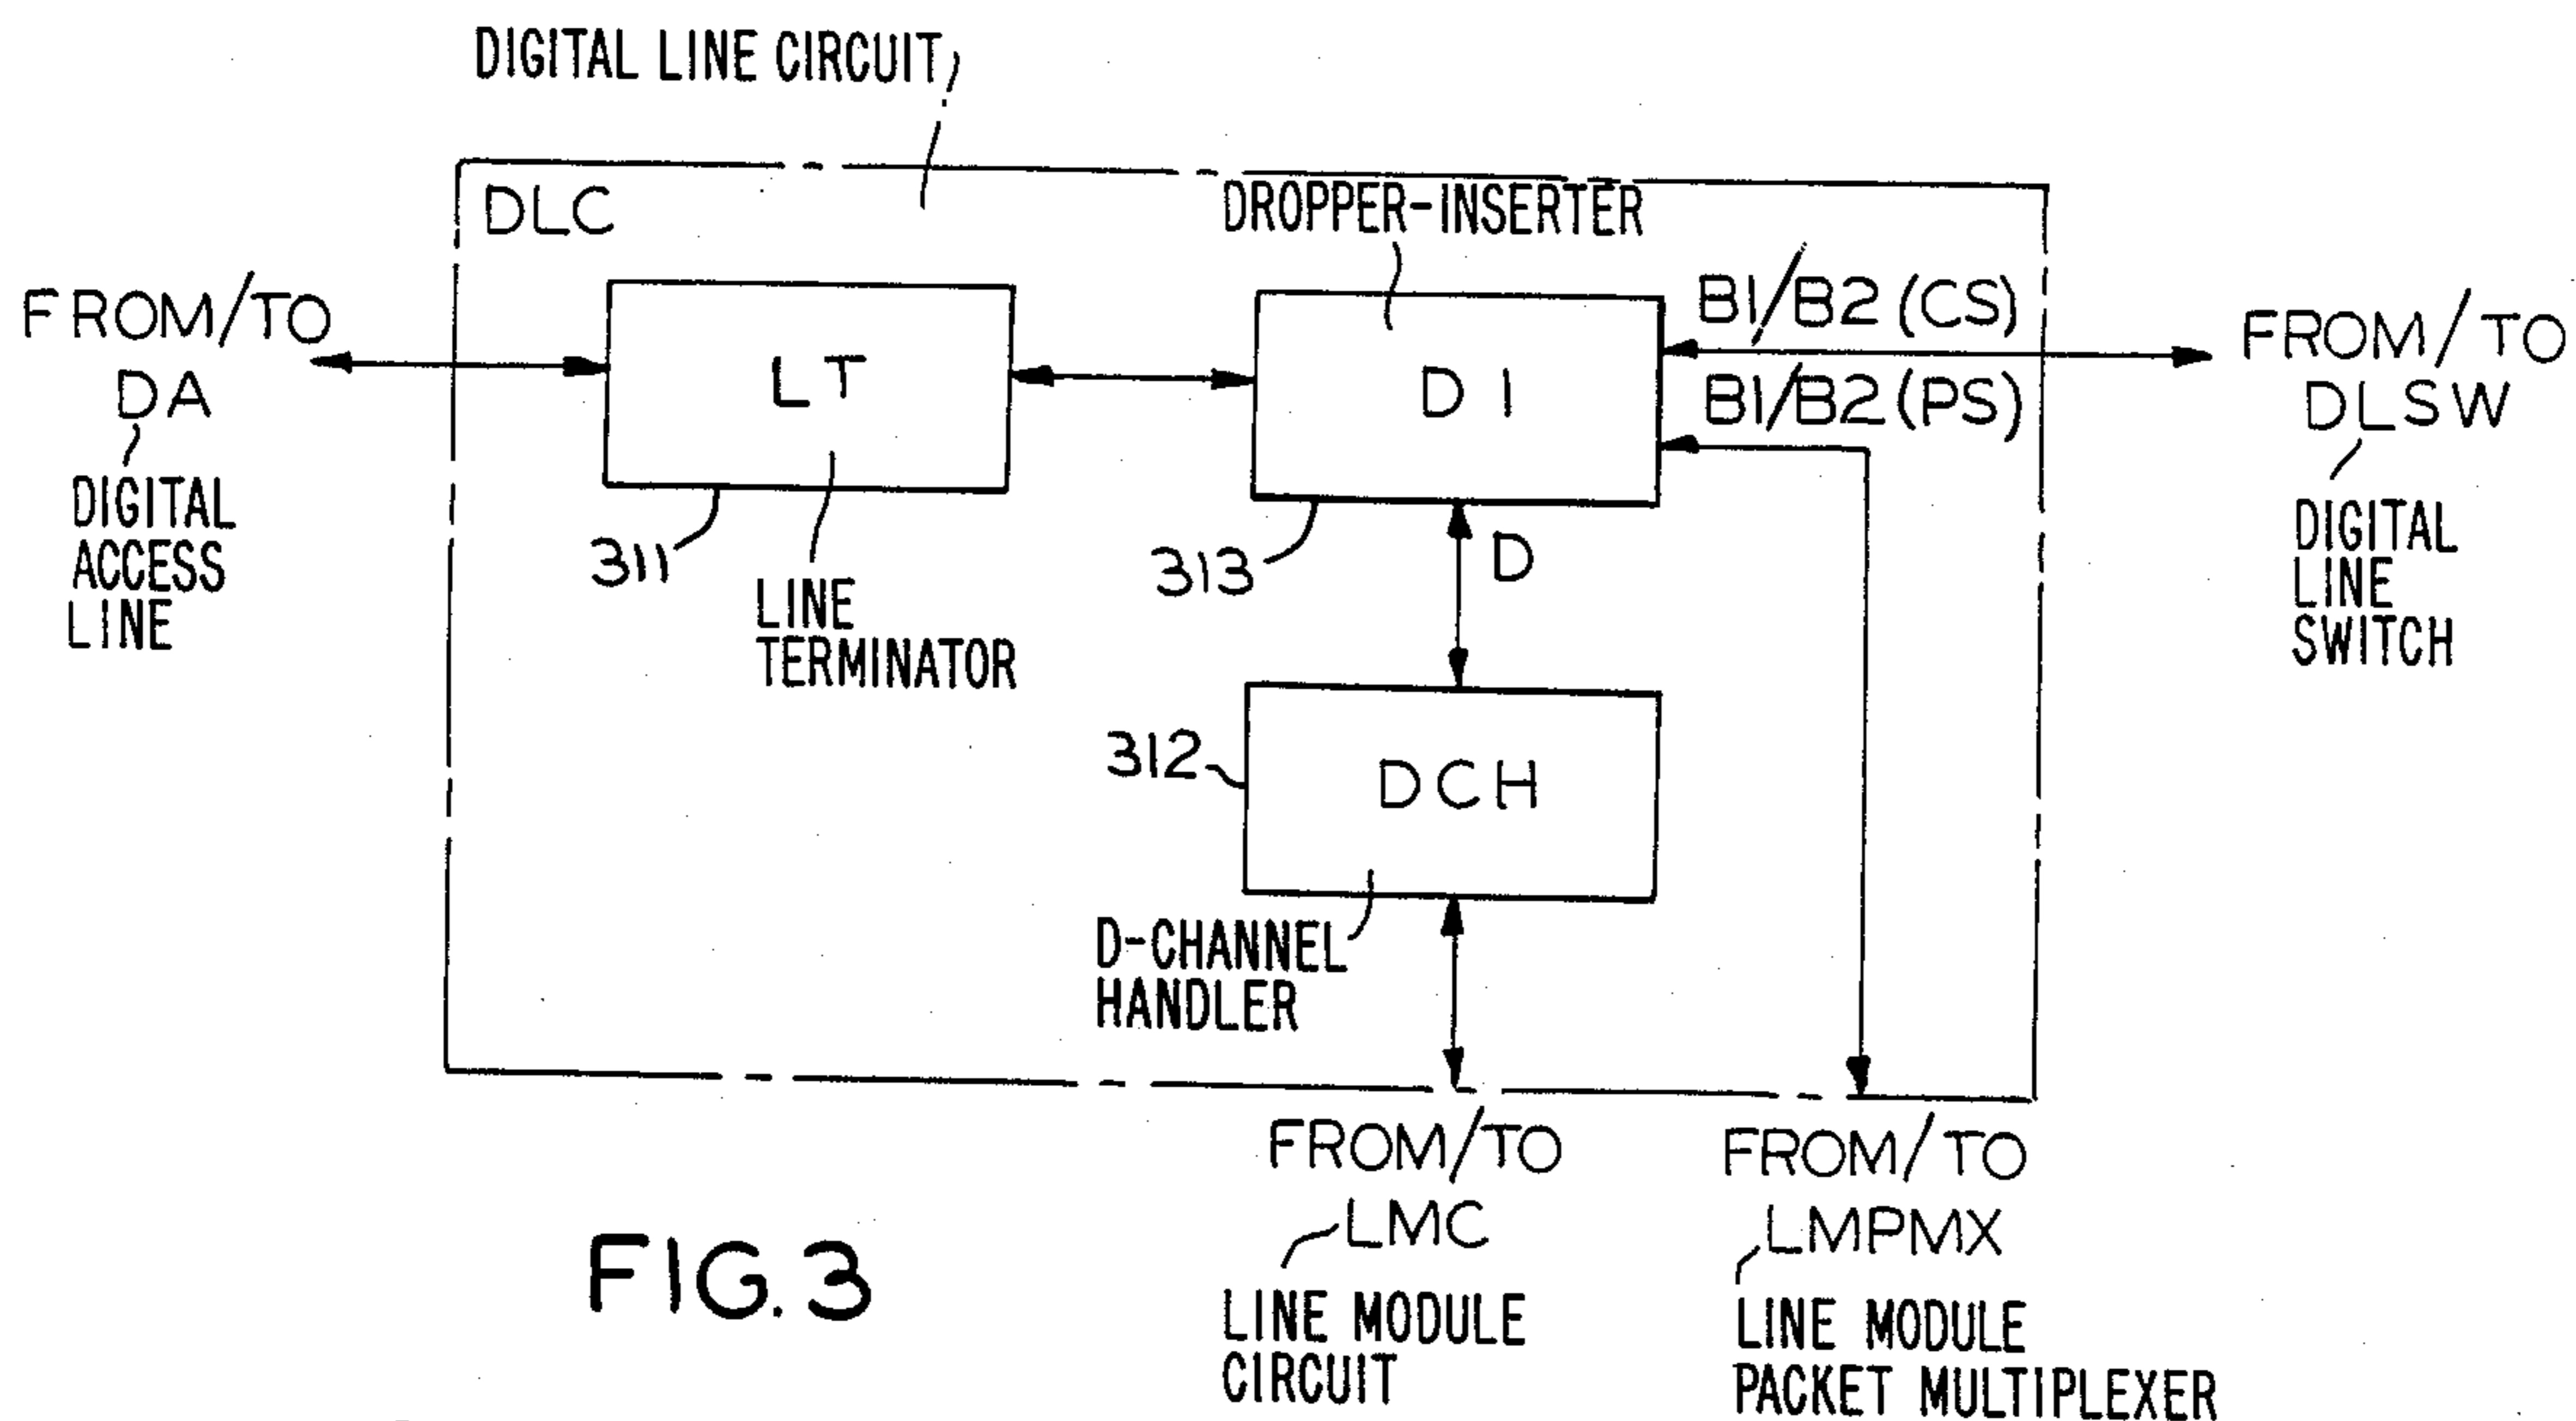 DIGITAL LINE CIRCUIT
DLC
DROPPER-INSERTER
FROM/TO
DA
DIGITAL
ACCESS
LINE
LT
311
LINE
TERMINATOR
DI
313
B1/B2 (CS)
B1/B2 (PS)
FROM/TO
DLSW
DIGITAL
LINE
SWITCH
D
312
DCH
D-CHANNEL
HANDLER
FROM/TO
LMC
LINE MODULE
CIRCUIT
FROM/TO
LMPMX
LINE MODULE
PACKET MULTIPLEXER
FIG. 3